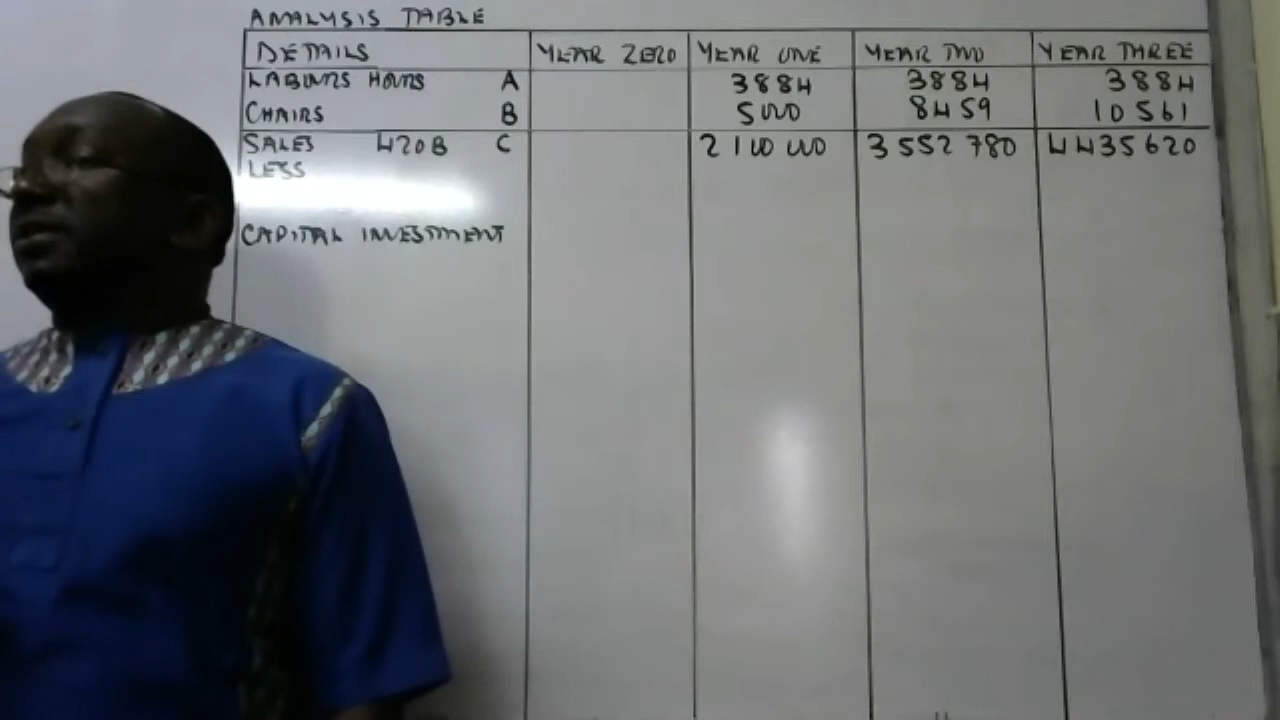 ANALYSIS TABLE
DETAILS YEAR ZERO YEAR ONE YEAR TWO YEAR THREE
LABOURS HOURS A 3884 3884 3884
CHAIRS B 5000 8459 10561
SALES 420B C 2100000 3552780 4435620
LESS
CAPITAL INVESTMENT